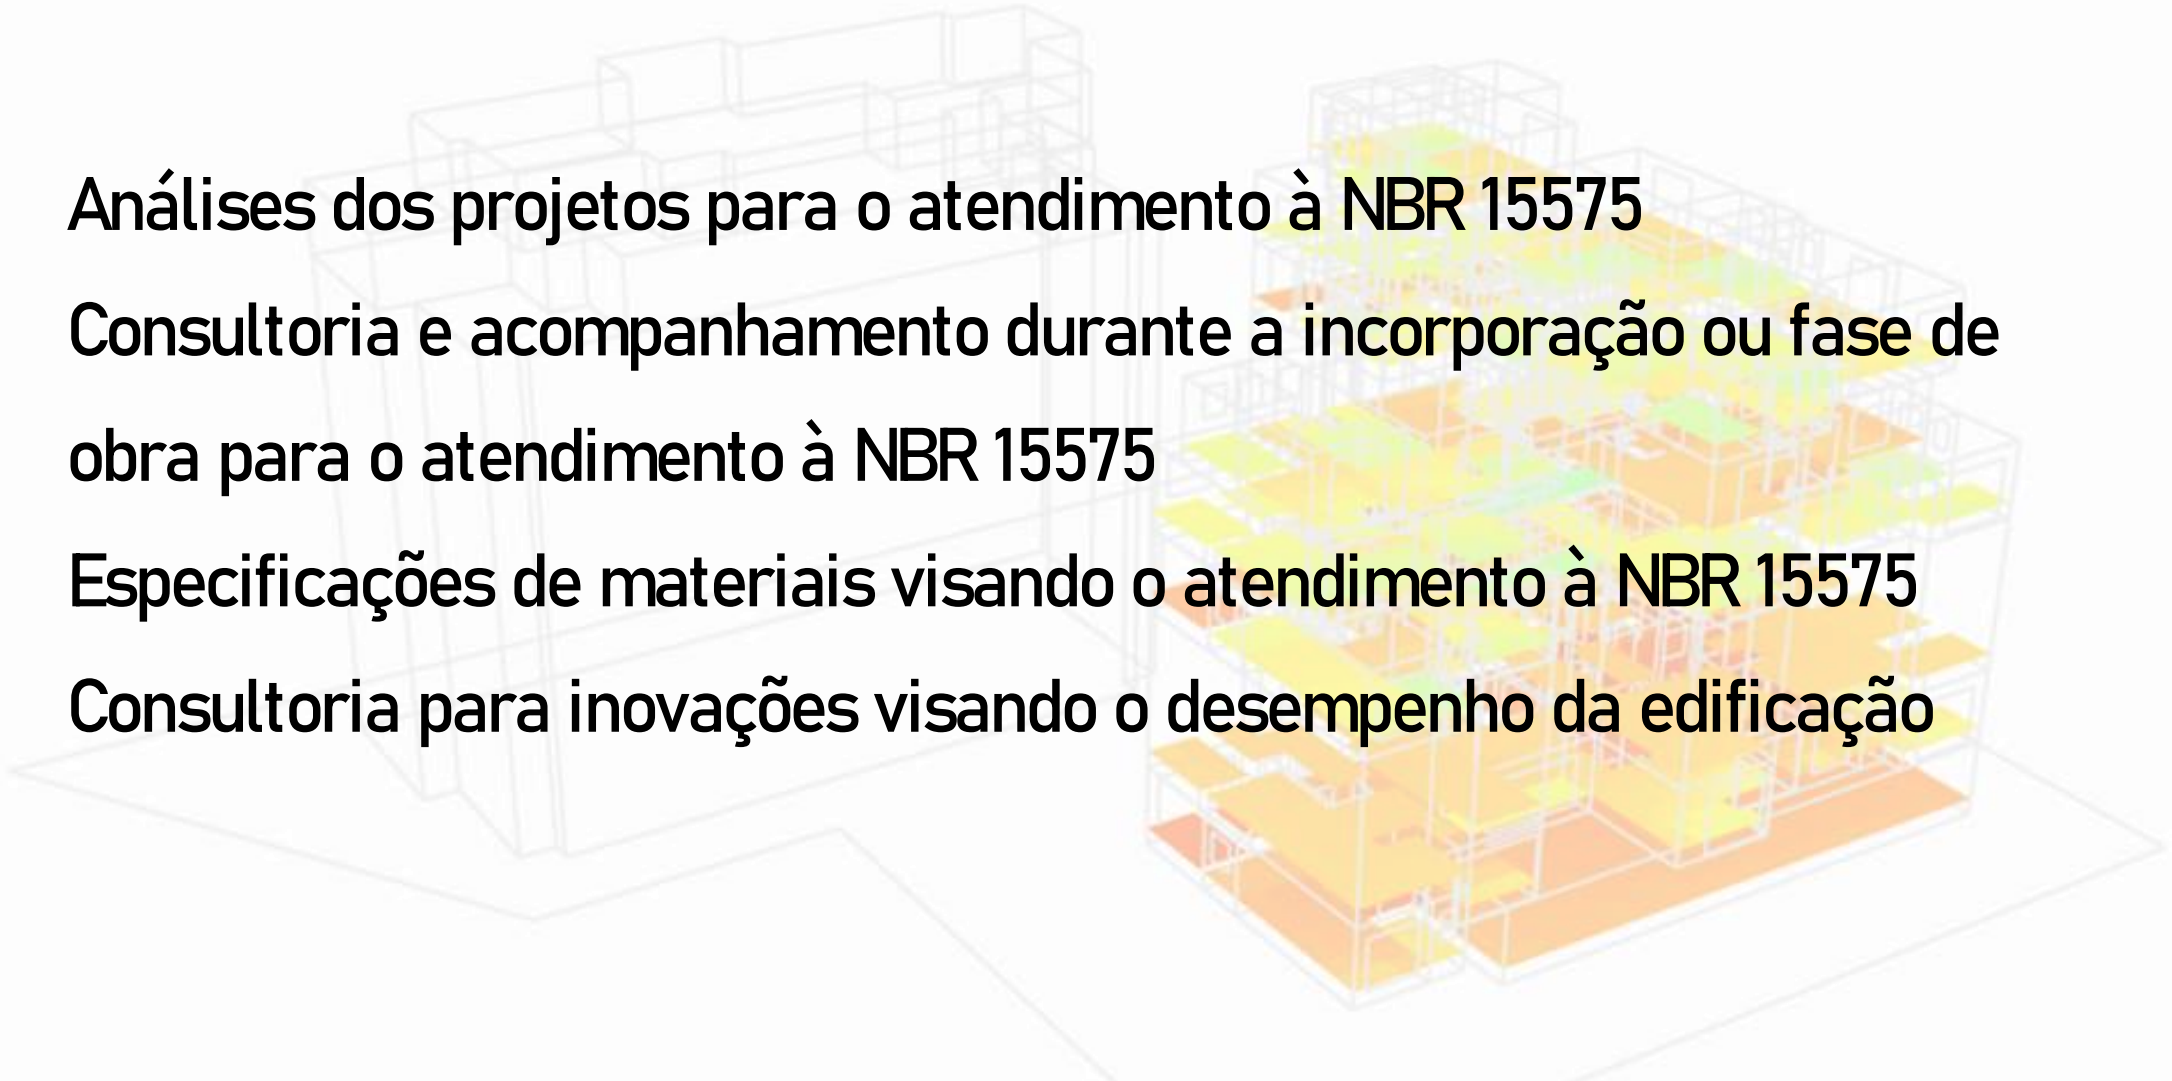 Análises dos projetos para o atendimento à NBR 15575
Consultoria e acompanhamento durante a incorporação ou fase de
obra para o atendimento à NBR 15575
Especificações de materiais visando o atendimento à NBR 15575
Consultoria para inovações visando o desempenho da edificação